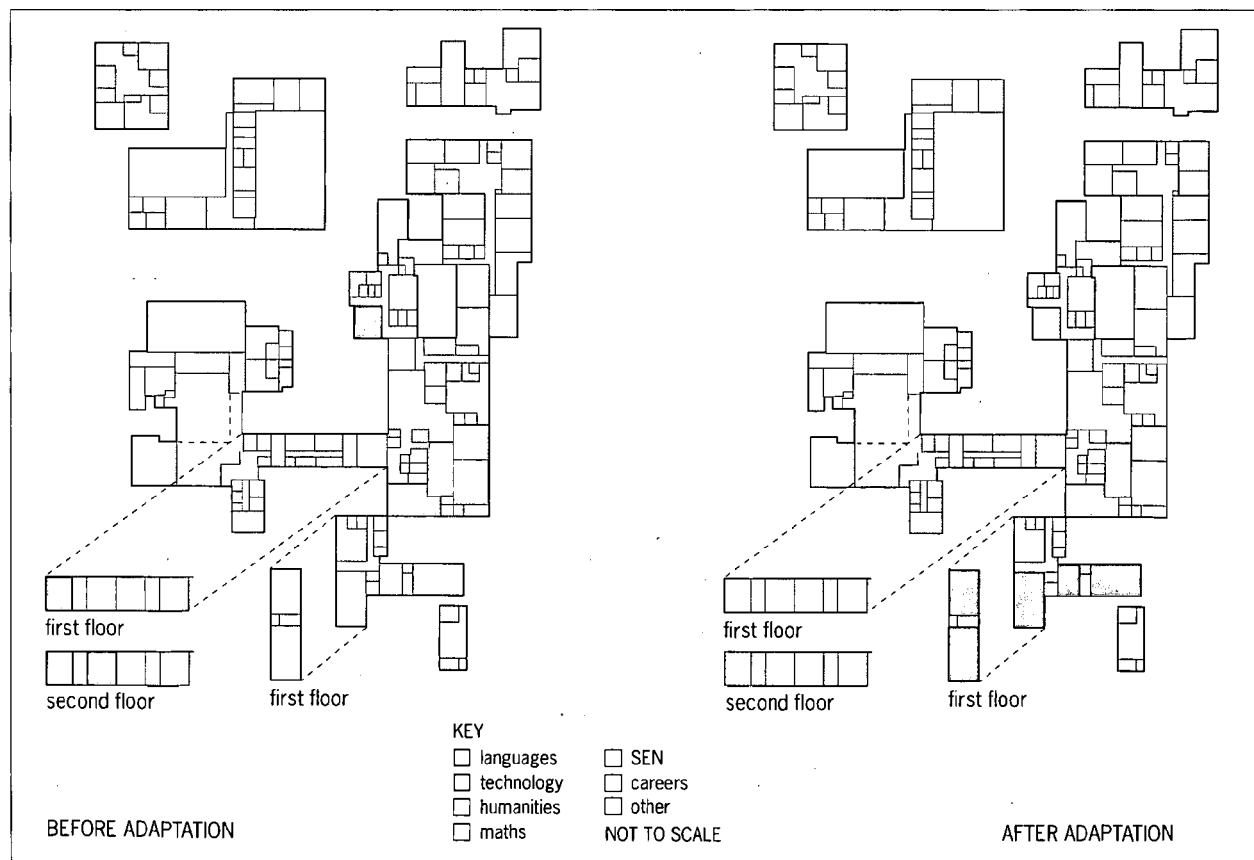 first floor
second floor
first floor
first floor
second floor
first floor
KEY
languages
technology
humanities
maths
SEN
careers
other
NOT TO SCALE
BEFORE ADAPTATION
AFTER ADAPTATION